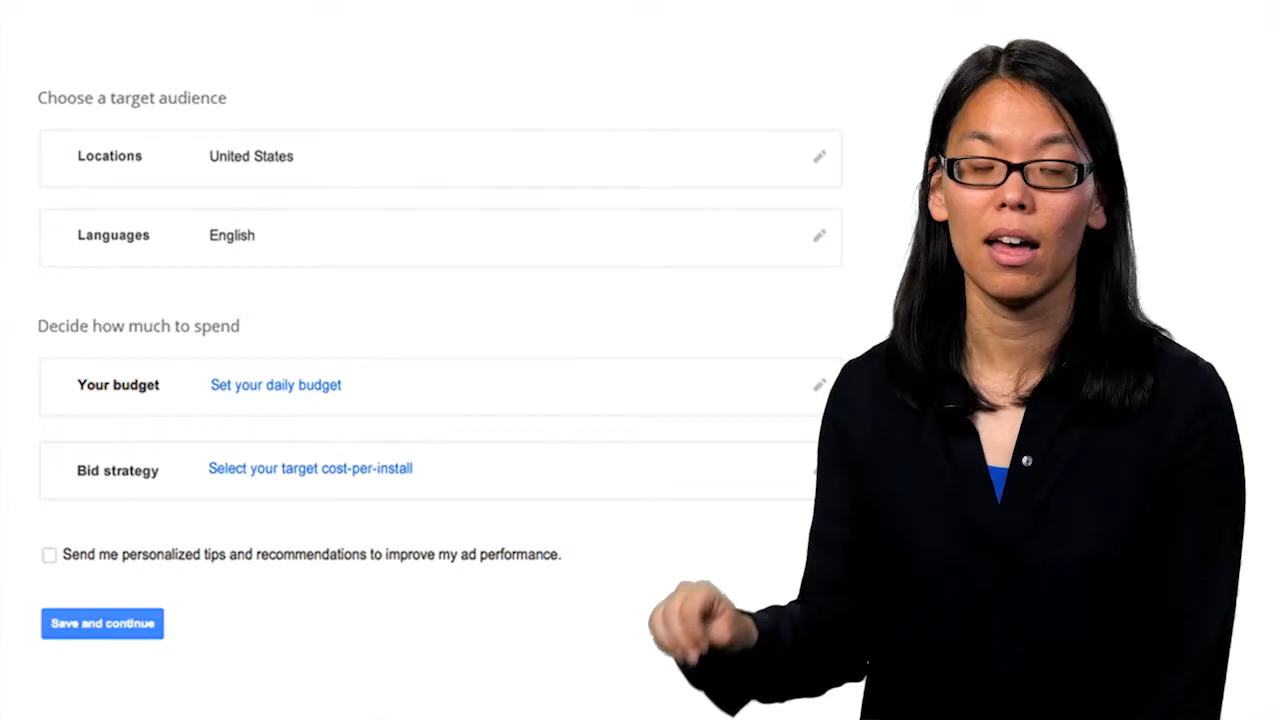 Choose a target audience
Locations United States
Languages English
Decide how much to spend
Your budget Set your daily budget
Bid strategy Select your target cost-per-install
Send me personalized tips and recommendations to improve my ad performance.
Save and continue